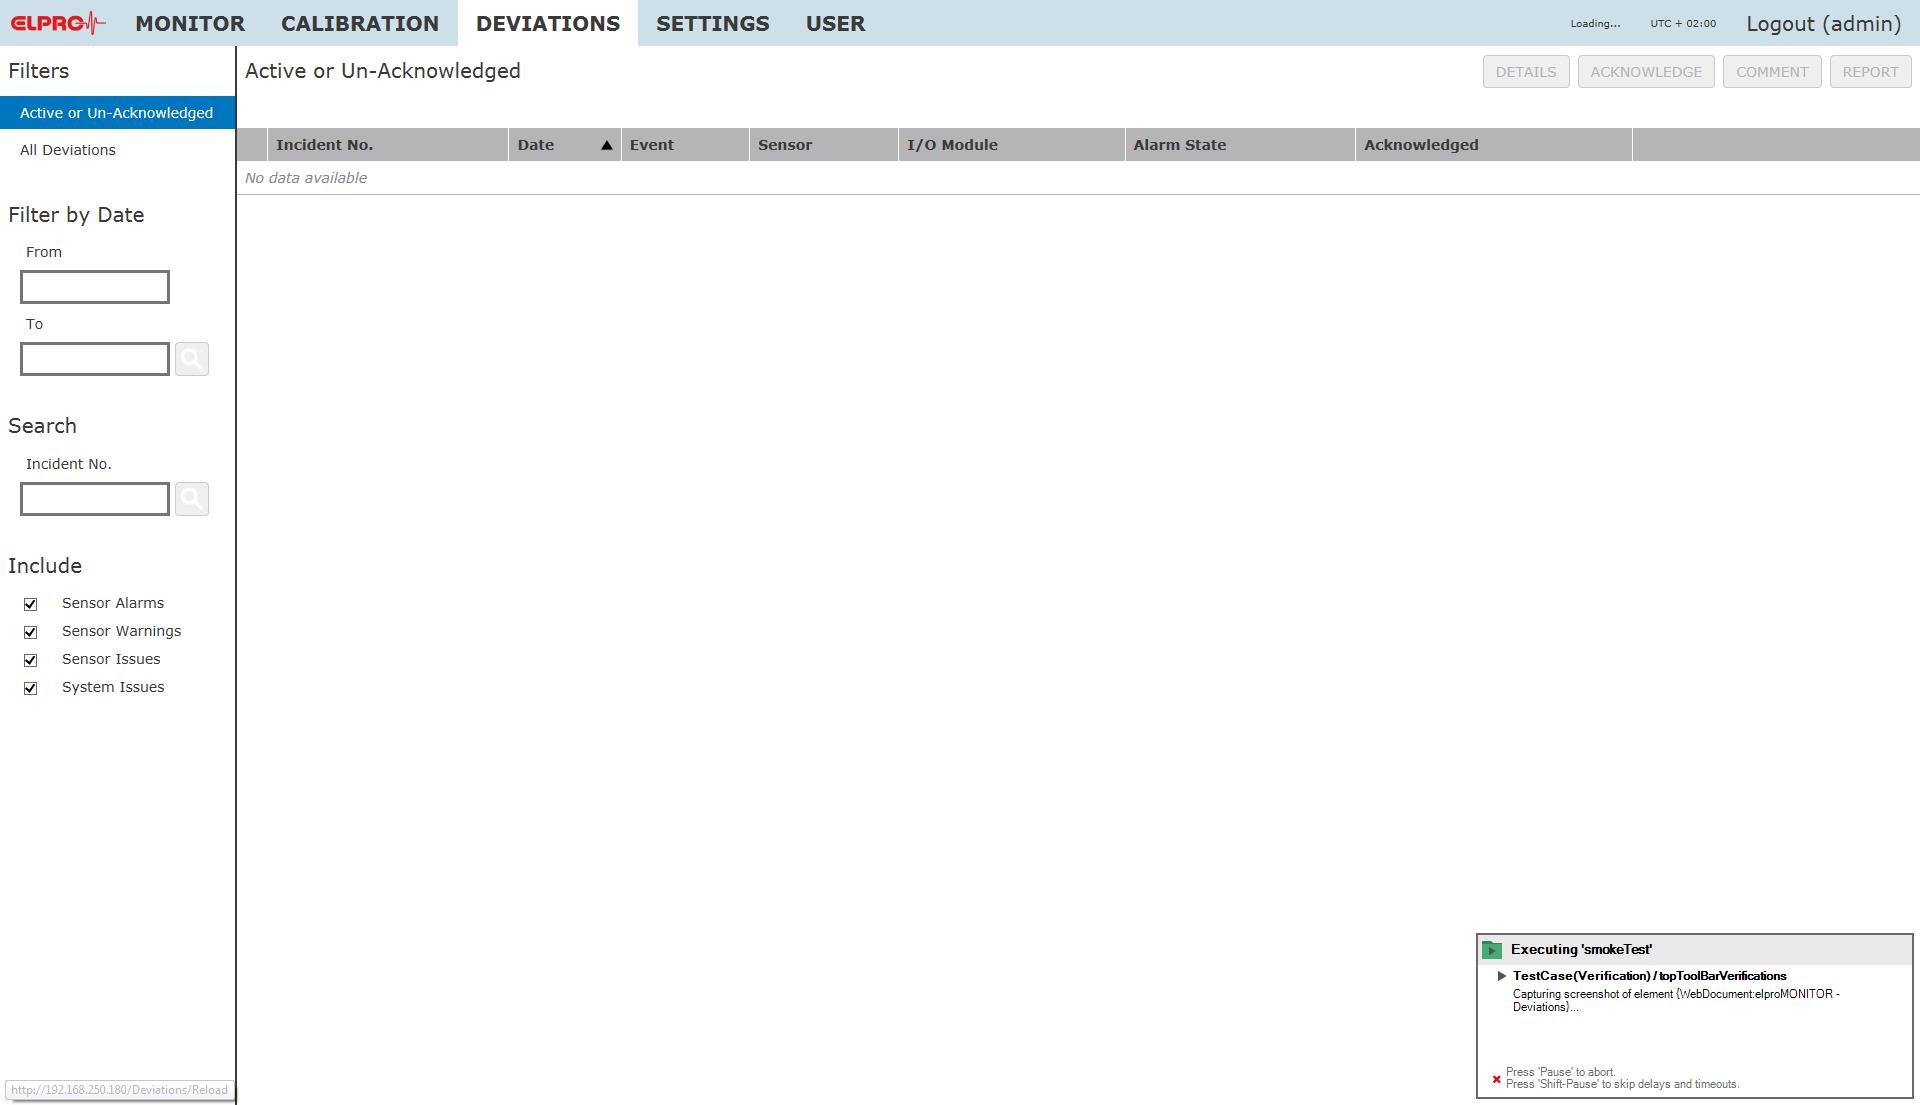 ELPRO MONITOR CALIBRATION DEVIATIONS SETTINGS USER Loading... UTC + 02:00 Logout (admin)
Filters
Active or Un-Acknowledged
All Deviations
Filter by Date
From
To
Search
Incident No.
Include
Sensor Alarms
Sensor Warnings
Sensor Issues
System Issues
Active or Un-Acknowledged DETAILS ACKNOWLEDGE COMMENT REPORT
Incident No. Date Event Sensor I/O Module Alarm State Acknowledged
No data available
Executing 'smokeTest'
TestCase(Verification) / topToolBarVerifications
Capturing screenshot of element {WebDocument:elproMONITOR -
Deviations}...
Press 'Pause' to abort.
Press 'Shift-Pause' to skip delays and timeouts.
http://192.168.250.180/Deviations/Reload